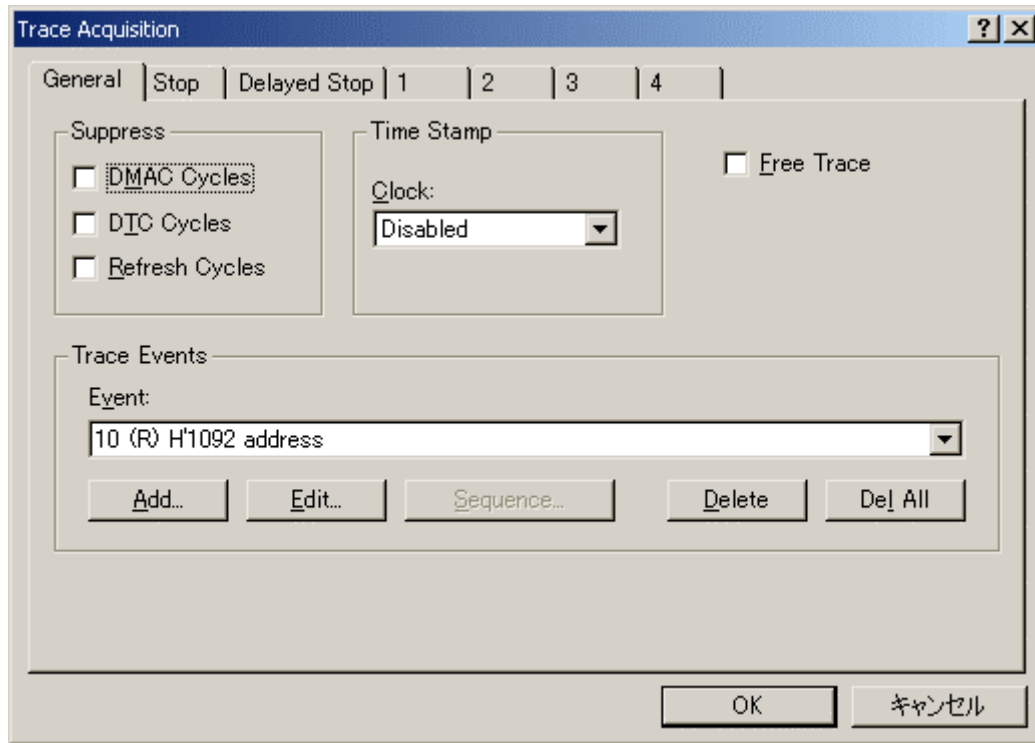 Trace Acquisition
General Stop Delayed Stop 1 2 3 4
Suppress
DMAC Cycles
DTC Cycles
Refresh Cycles
Time Stamp
Clock:
Disabled
Free Trace
Trace Events
Event:
10 (R) H'1092 address
Add... Edit... Sequence... Delete Del All
OK キャンセル